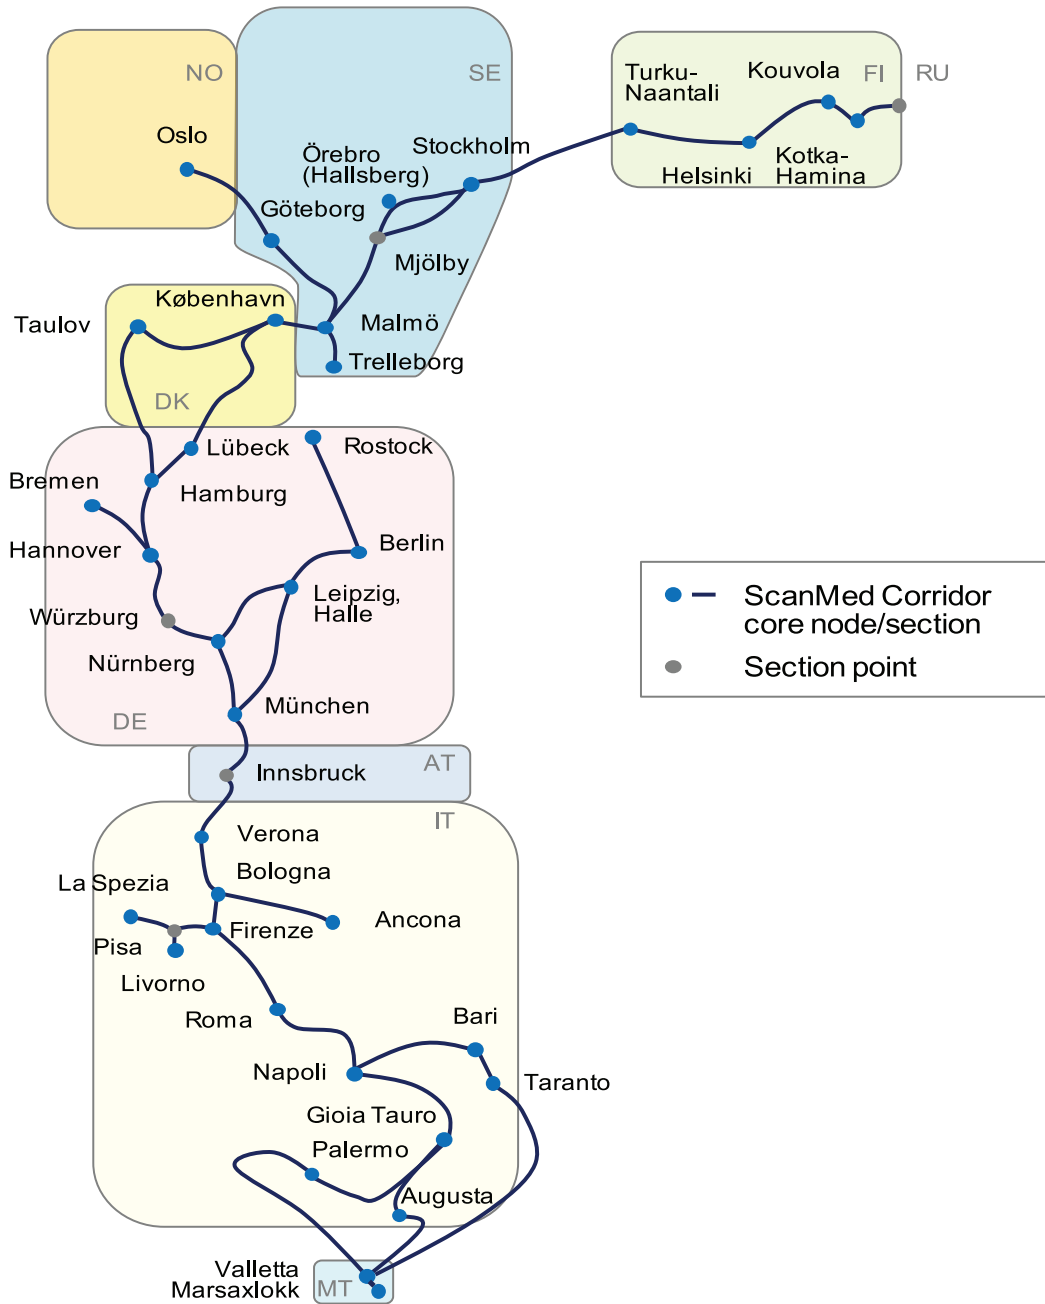 NO
SE
FI
RU
Turku-
Naantali
Kouvola
Oslo
Örebro
(Hallsberg)
Stockholm
Helsinki
Kotka-
Hamina
Göteborg
Mjölby
København
Taulov
Malmö
Trelleborg
DK
Lübeck
Rostock
Bremen
Hamburg
Hannover
Berlin
Leipzig,
Halle
Würzburg
Nürnberg
München
DE
ScanMed Corridor
core node/section
Section point
Innsbruck
AT
IT
Verona
Bologna
La Spezia
Ancona
Firenze
Pisa
Livorno
Roma
Bari
Napoli
Taranto
Gioia Tauro
Palermo
Augusta
Valletta
Marsaxlokk
MT